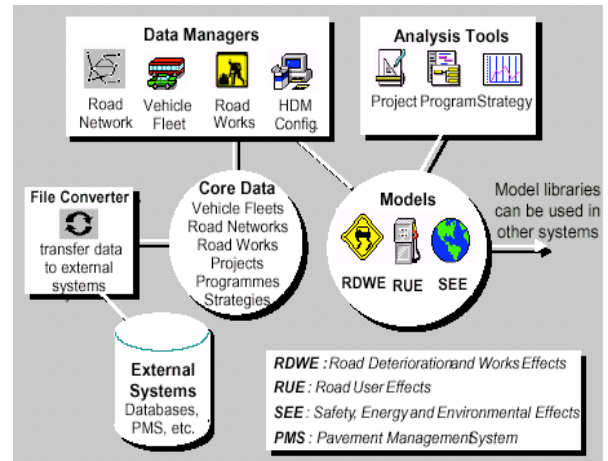 Data Managers
Road
Network
Vehicle
Fleet
Road
Works
HDM
Config.
Analysis Tools
Project Program Strategy
File Converter
transfer data
to external
systems
Core Data
Vehicle Fleets
Road Networks
Road Works
Projects
Programmes
Strategies
Models
RDWE RUE SEE
Model libraries
can be used in
other systems
External
Systems
Databases,
PMS, etc.
RDWE : Road Deterioration and Works Effects
RUE : Road User Effects
SEE : Safety, Energy and Environmental Effects
PMS : Pavement Management System